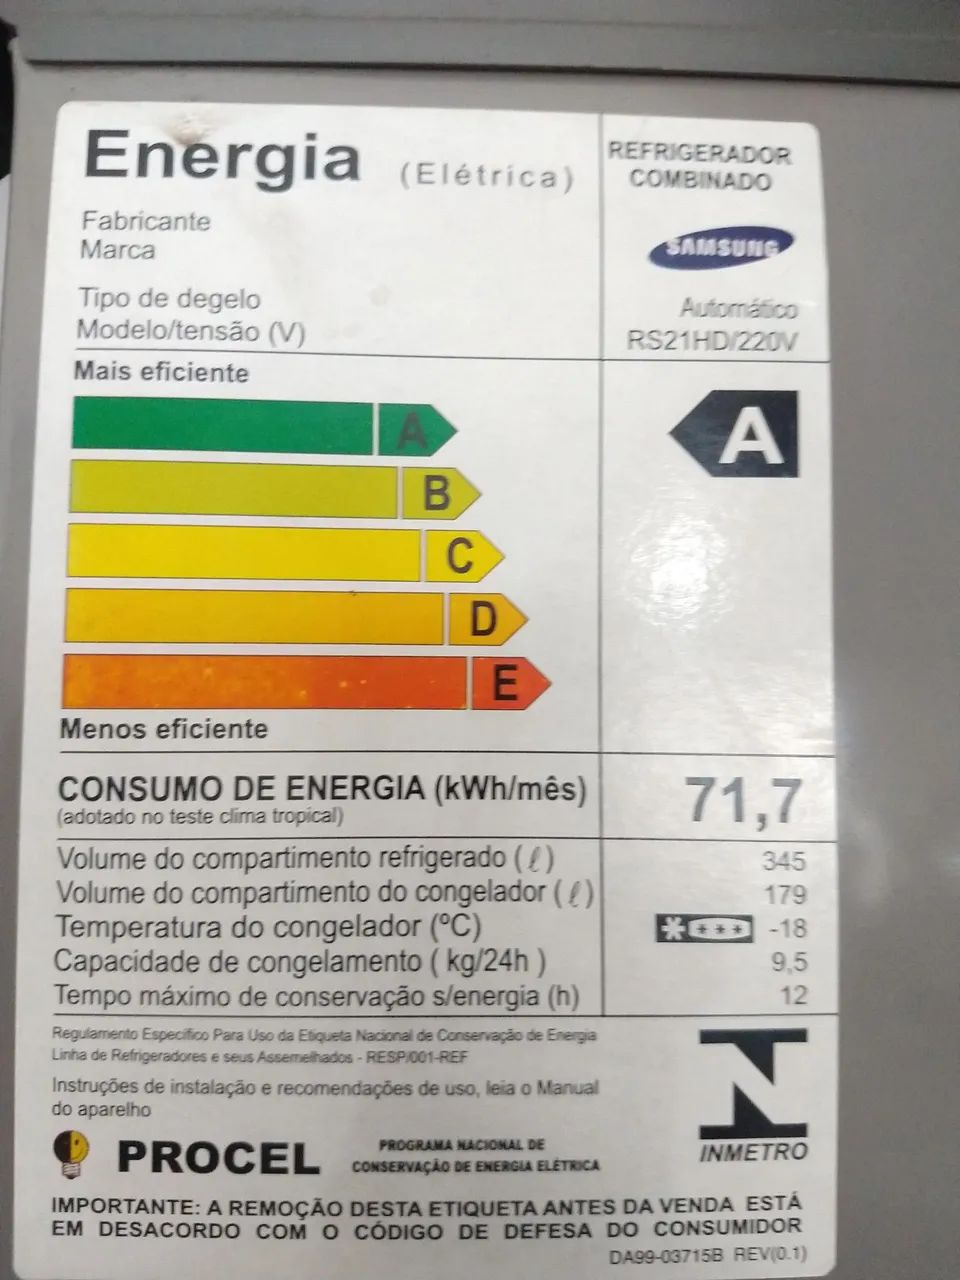 Energia (Elétrica)
REFRIGERADOR
COMBINADO
Fabricante
Marca
SAMSUNG
Tipo de degelo Automático
Modelo/tensão (V) RS21HD/220V
Mais eficiente
A
A
B
C
D
E
Menos eficiente
CONSUMO DE ENERGIA (kWh/mês) 71,7
(adotado no teste clima tropical)
Volume do compartimento refrigerado (ℓ) 345
Volume do compartimento do congelador (ℓ) 179
Temperatura do congelador (ºC) -18
Capacidade de congelamento ( kg/24h ) 9,5
Tempo máximo de conservação s/energia (h) 12
Regulamento Específico Para Uso da Etiqueta Nacional de Conservação de Energia
Linha de Refrigeradores e seus Assemelhados - RESP/001-REF
Instruções de instalação e recomendações de uso, leia o Manual
do aparelho
PROCEL
PROGRAMA NACIONAL DE
CONSERVAÇÃO DE ENERGIA ELÉTRICA
INMETRO
IMPORTANTE: A REMOÇÃO DESTA ETIQUETA ANTES DA VENDA ESTÁ
EM DESACORDO COM O CÓDIGO DE DEFESA DO CONSUMIDOR
DA99-03715B REV(0.1)